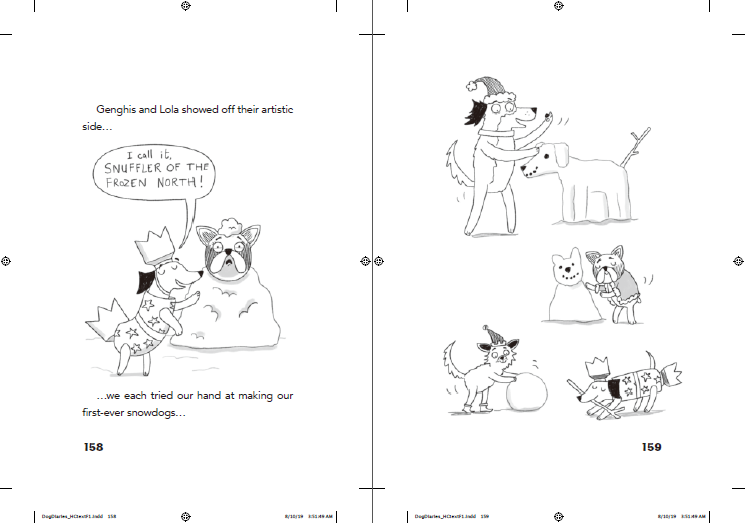 Genghis and Lola showed off their artistic
side…
I call it,
SNUFFLER OF THE
FROZEN NORTH!
…we each tried our hand at making our
first-ever snowdogs…
158
159
DogDiaries_HCtextF1.indd 158
8/10/19 3:51:49 AM
DogDiaries_HCtextF1.indd 159
8/10/19 3:51:49 AM